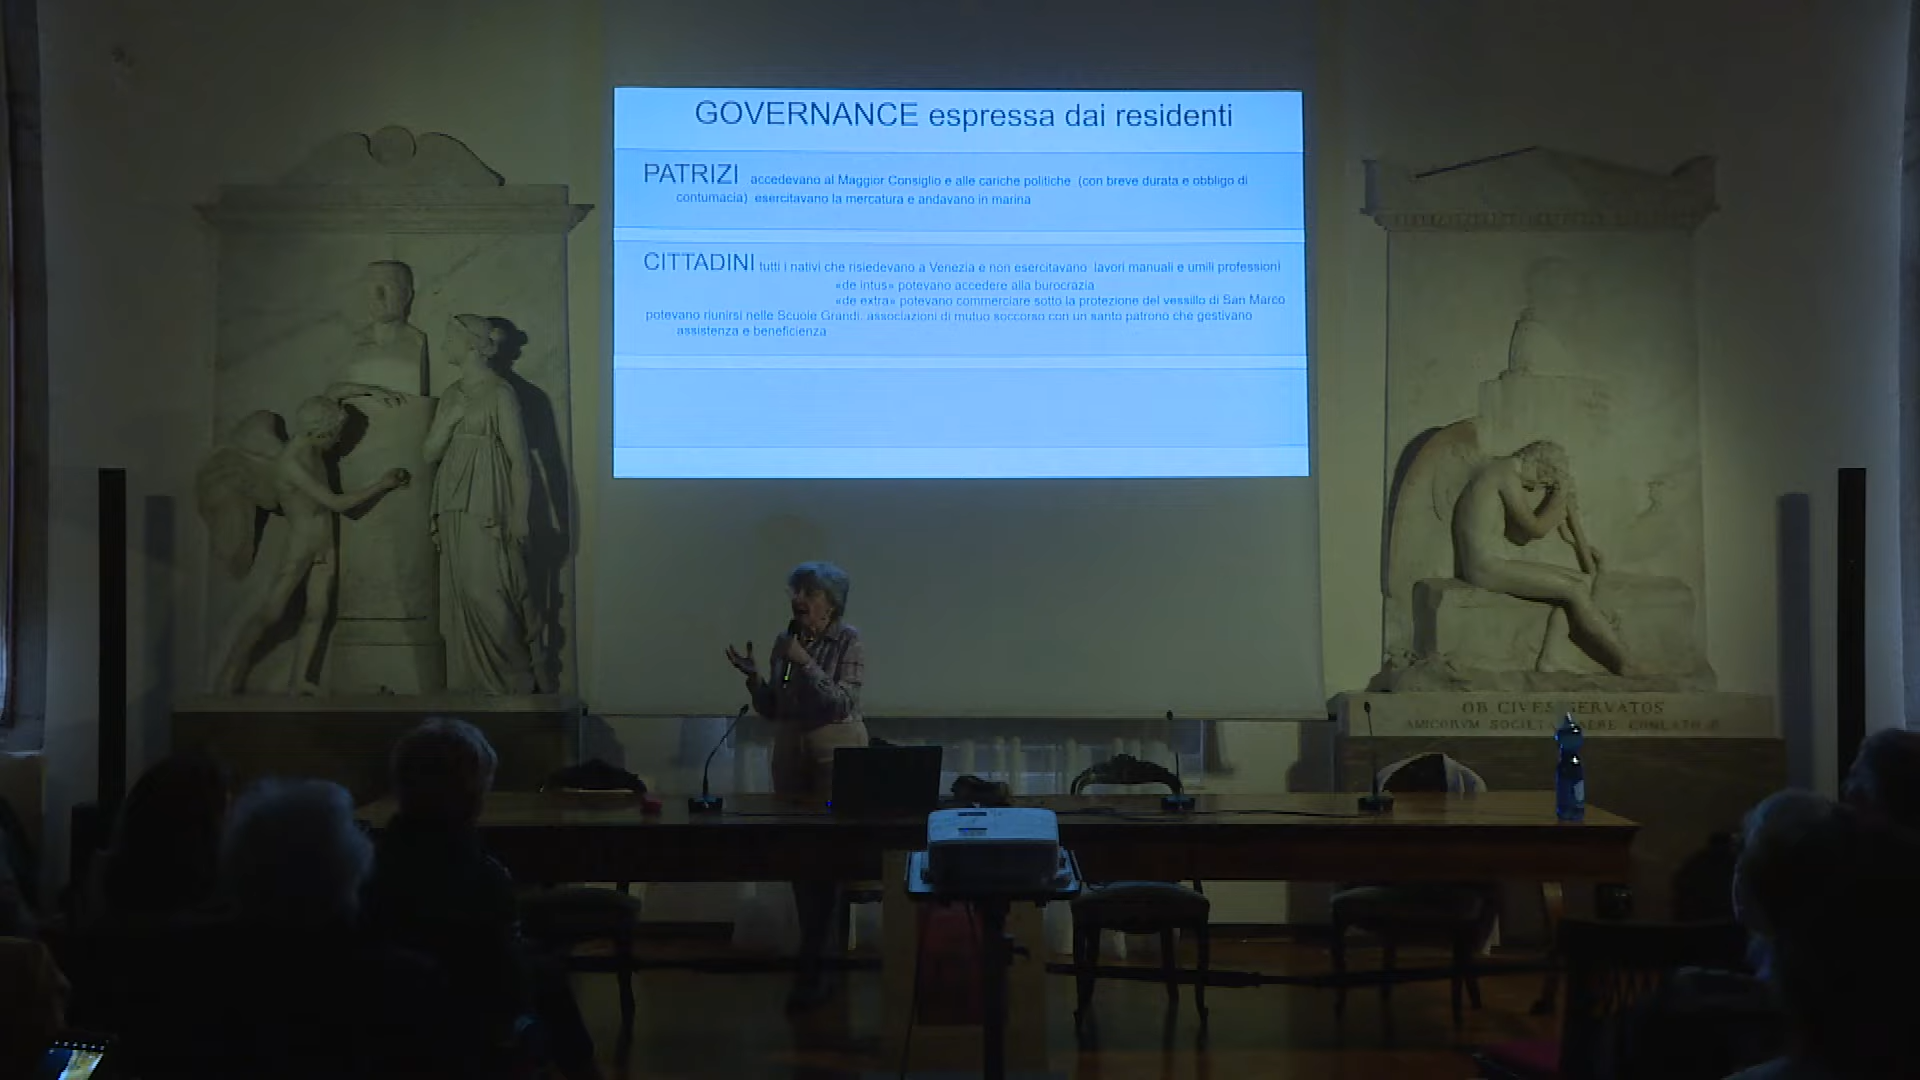 GOVERNANCE espressa dai residenti
PATRIZI accedevano al Maggior Consiglio e alle cariche politiche (con breve durata e obbligo di
contumacia) esercitavano la mercatura e andavano in marina
CITTADINI tutti i nativi che risiedevano a Venezia e non esercitavano lavori manuali e umili professioni
«de intus» potevano accedere alla burocrazia
«de extra» potevano commerciare sotto la protezione del vessillo di San Marco
potevano riunirsi nelle Scuole Grandi, associazioni di mutuo soccorso con un santo patrono che gestivano
assistenza e beneficienza
OB CIVES SERVATOS
AMICORVM